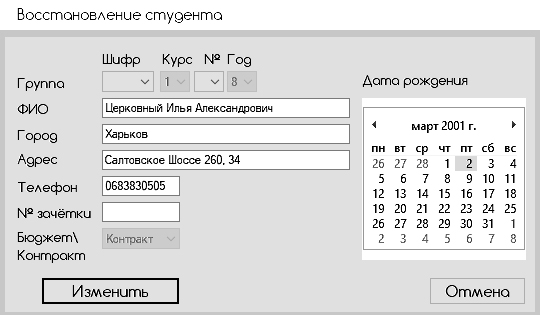 Восстановление студента
Шифр Курс № Год
Группа 1 8
ФИО Церковный Илья Александрович
Город Харьков
Адрес Салтовское Шоссе 260, 34
Телефон 0683830505
№ зачётки
Бюджет\
Контракт Контракт
Дата рождения
март 2001 г.
пн вт ср чт пт сб вс
26 27 28 1 2 3 4
5 6 7 8 9 10 11
12 13 14 15 16 17 18
19 20 21 22 23 24 25
26 27 28 29 30 31 1
2 3 4 5 6 7 8
Изменить Отмена